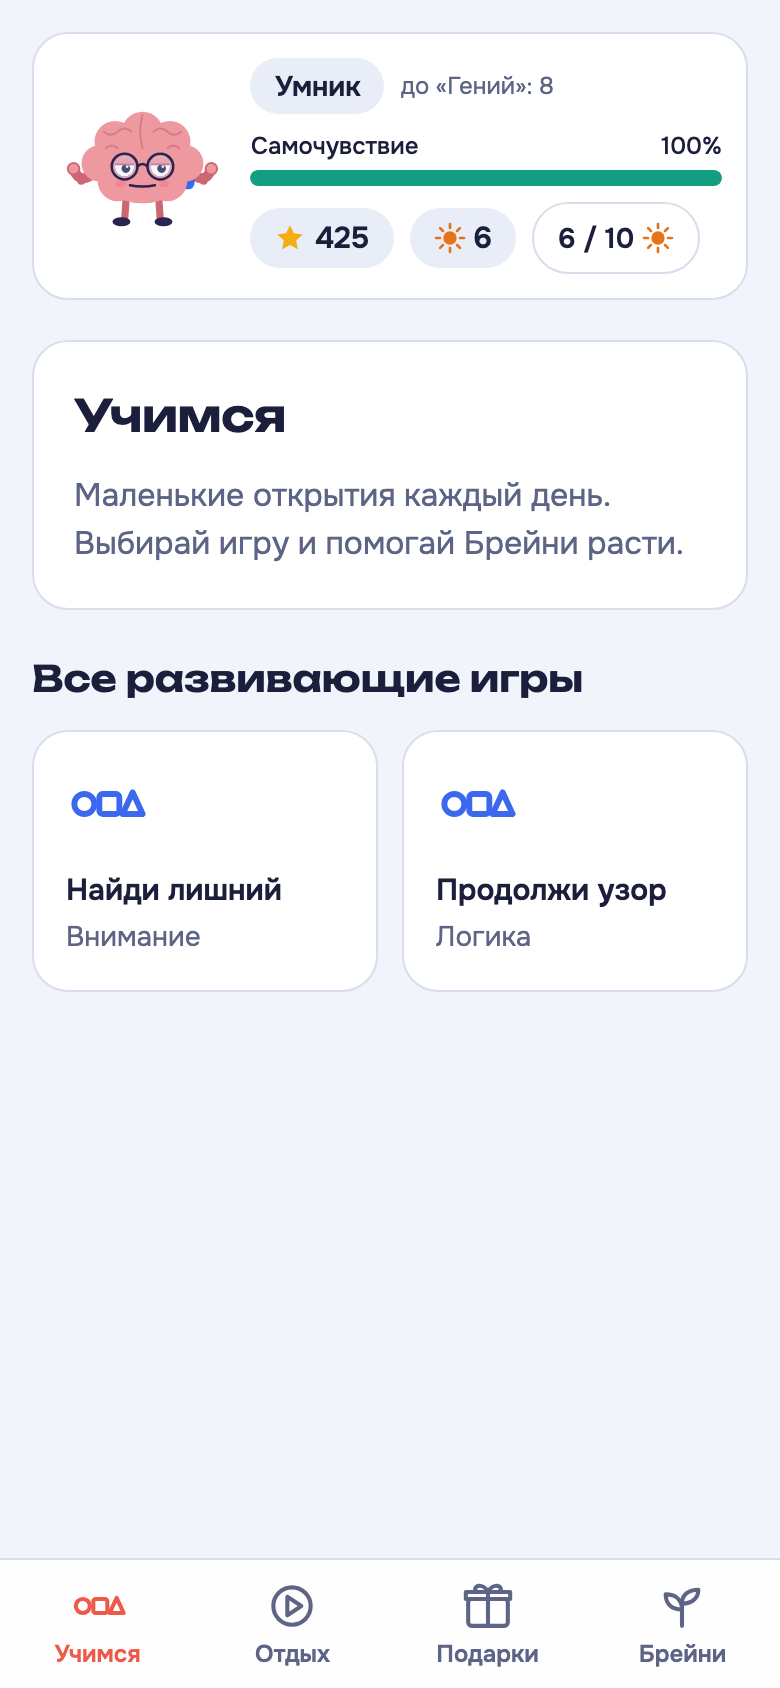 Умник до «Гений»: 8
Самочувствие 100%
425 6 6 / 10
Учимся
Маленькие открытия каждый день.
Выбирай игру и помогай Брейни расти.
Все развивающие игры
Найди лишний
Внимание
Продолжи узор
Логика
Учимся Отдых Подарки Брейни